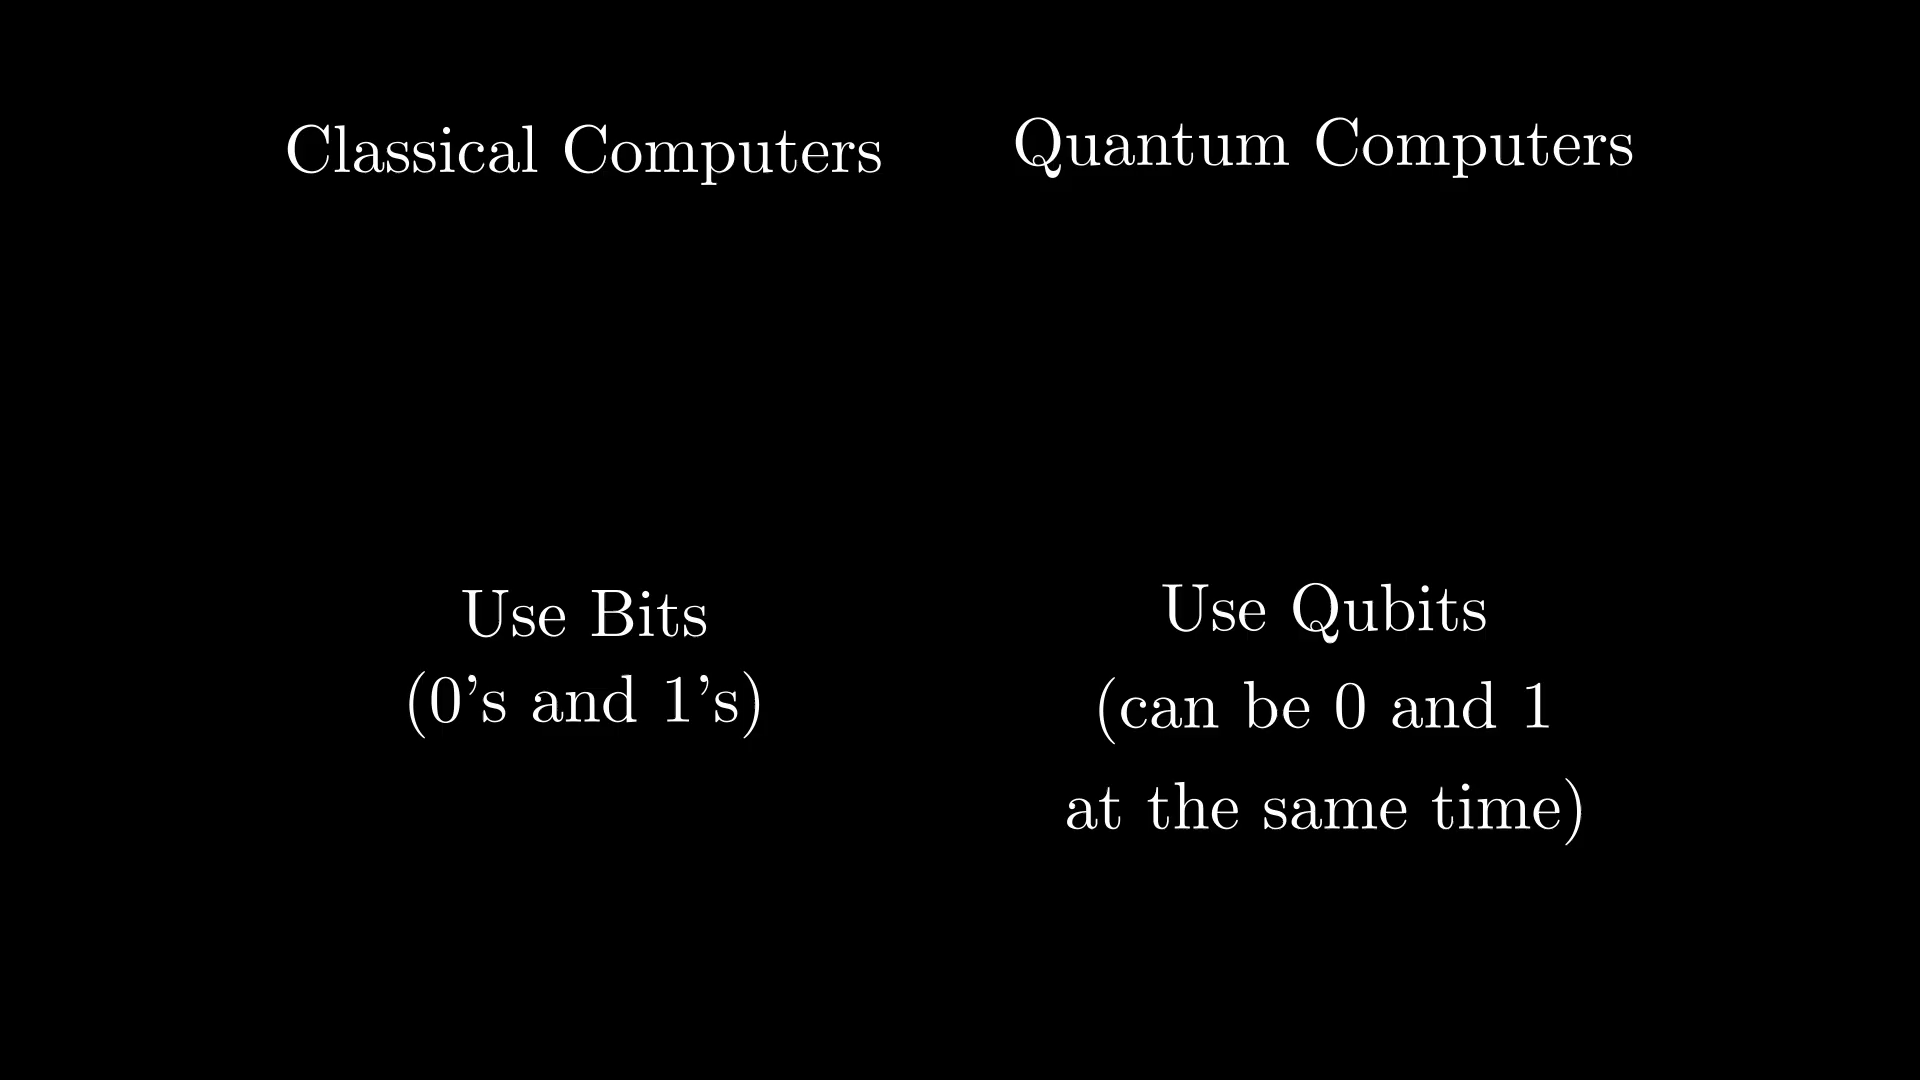 Classical Computers
Quantum Computers
Use Bits
(0’s and 1’s)
Use Qubits
(can be 0 and 1
at the same time)